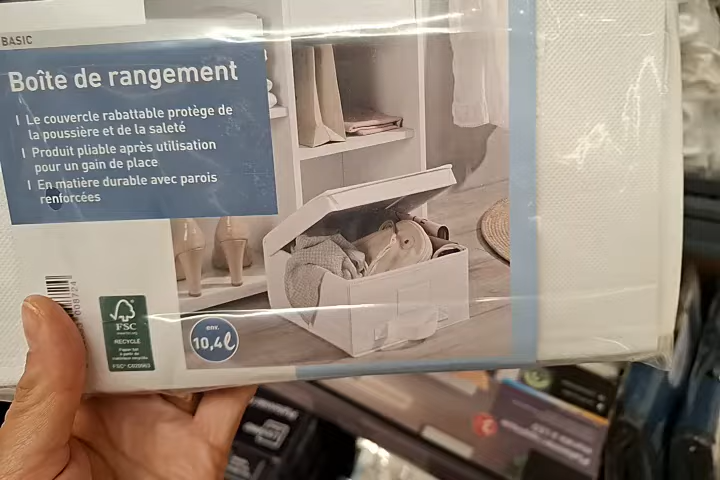 BASIC
Boîte de rangement
Le couvercle rabattable protège de
la poussière et de la saleté
Produit pliable après utilisation
pour un gain de place
En matière durable avec parois
renforcées
FSC
RECYCLÉ
env.
10,4 ℓ